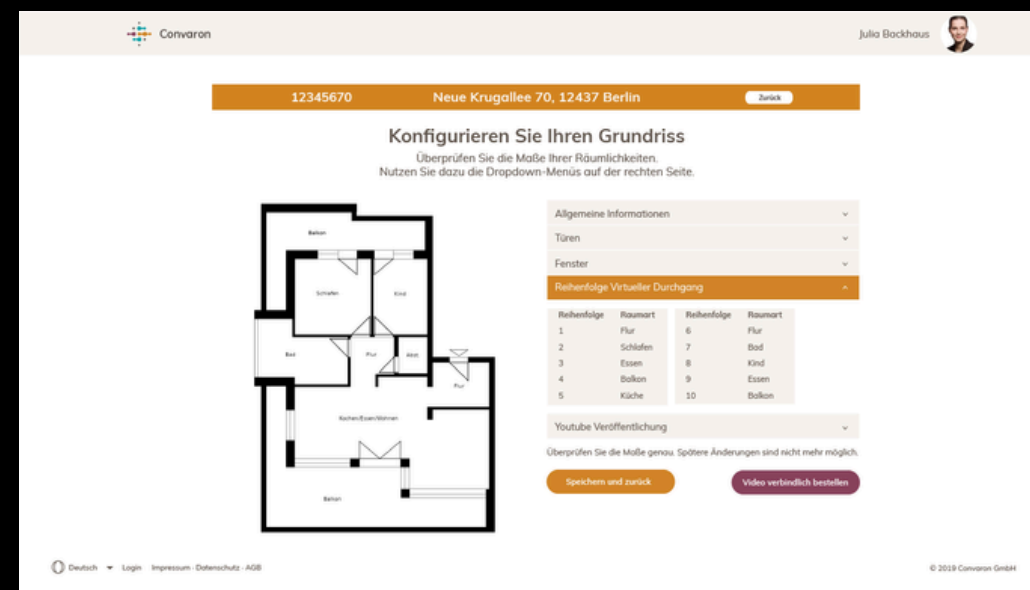 Convaron
Julia Backhaus
12345670 Neue Krugallee 70, 12437 Berlin Zurück
Konfigurieren Sie Ihren Grundriss
Überprüfen Sie die Maße Ihrer Räumlichkeiten.
Nutzen Sie dazu die Dropdown-Menüs auf der rechten Seite.
Balkon
Schlafen
Kind
Bad
Flur
Abst.
Flur
Kochen/Essen/Wohnen
Balkon
Allgemeine Informationen
Türen
Fenster
Reihenfolge Virtueller Durchgang
Reihenfolge Raumart Reihenfolge Raumart
1 Flur 6 Flur
2 Schlafen 7 Bad
3 Essen 8 Kind
4 Balkon 9 Essen
5 Küche 10 Balkon
Youtube Veröffentlichung
Überprüfen Sie die Maße genau. Spätere Änderungen sind nicht mehr möglich.
Speichern und zurück Video verbindlich bestellen
Deutsch Login Impressum · Datenschutz · AGB
© 2019 Convaron GmbH